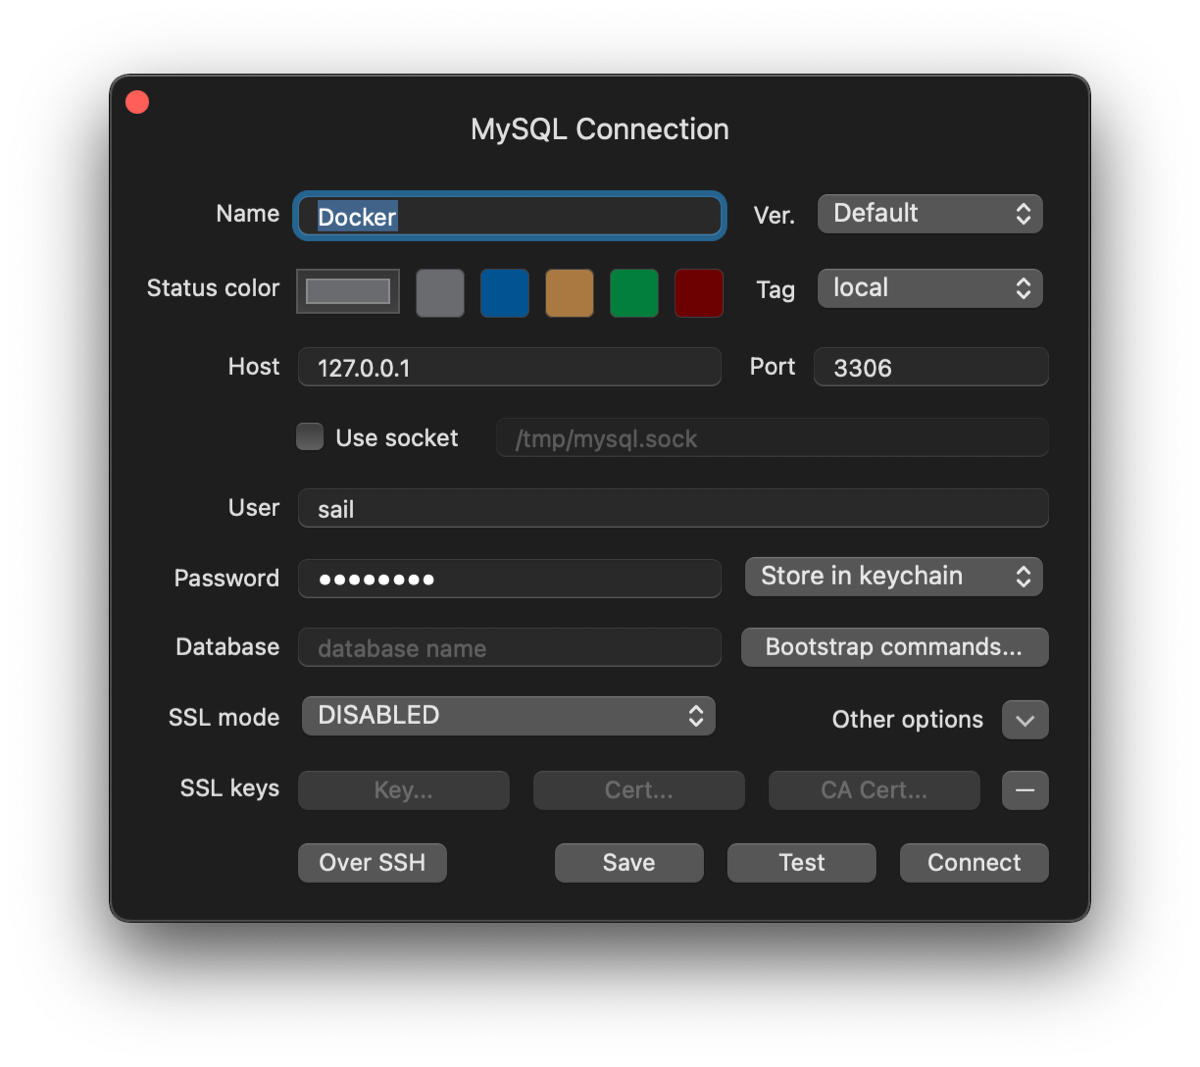 MySQL Connection
Name Docker Ver. Default
Status color Tag local
Host 127.0.0.1 Port 3306
Use socket /tmp/mysql.sock
User sail
Password •••••••• Store in keychain
Database database name Bootstrap commands...
SSL mode DISABLED Other options
SSL keys Key... Cert... CA Cert...
Over SSH Save Test Connect